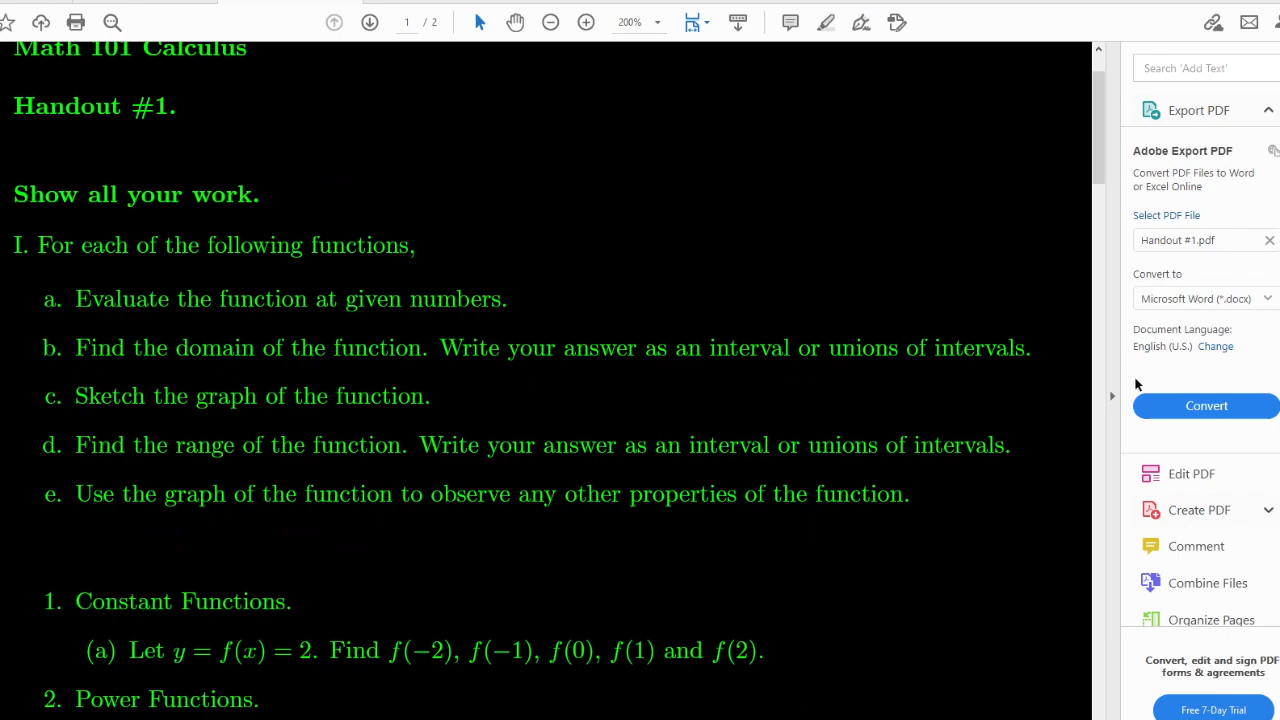 1 / 2
200%
Math 101 Calculus
Handout #1.
Show all your work.
I. For each of the following functions,
a. Evaluate the function at given numbers.
b. Find the domain of the function. Write your answer as an interval or unions of intervals.
c. Sketch the graph of the function.
d. Find the range of the function. Write your answer as an interval or unions of intervals.
e. Use the graph of the function to observe any other properties of the function.
1. Constant Functions.
(a) Let y = f(x) = 2. Find f(−2), f(−1), f(0), f(1) and f(2).
2. Power Functions.
Search 'Add Text'
Export PDF
Adobe Export PDF
Convert PDF Files to Word
or Excel Online
Select PDF File
Handout #1.pdf
Convert to
Microsoft Word (*.docx)
Document Language:
English (U.S.) Change
Convert
Edit PDF
Create PDF
Comment
Combine Files
Organize Pages
Convert, edit and sign PDF
forms & agreements
Free 7-Day Trial